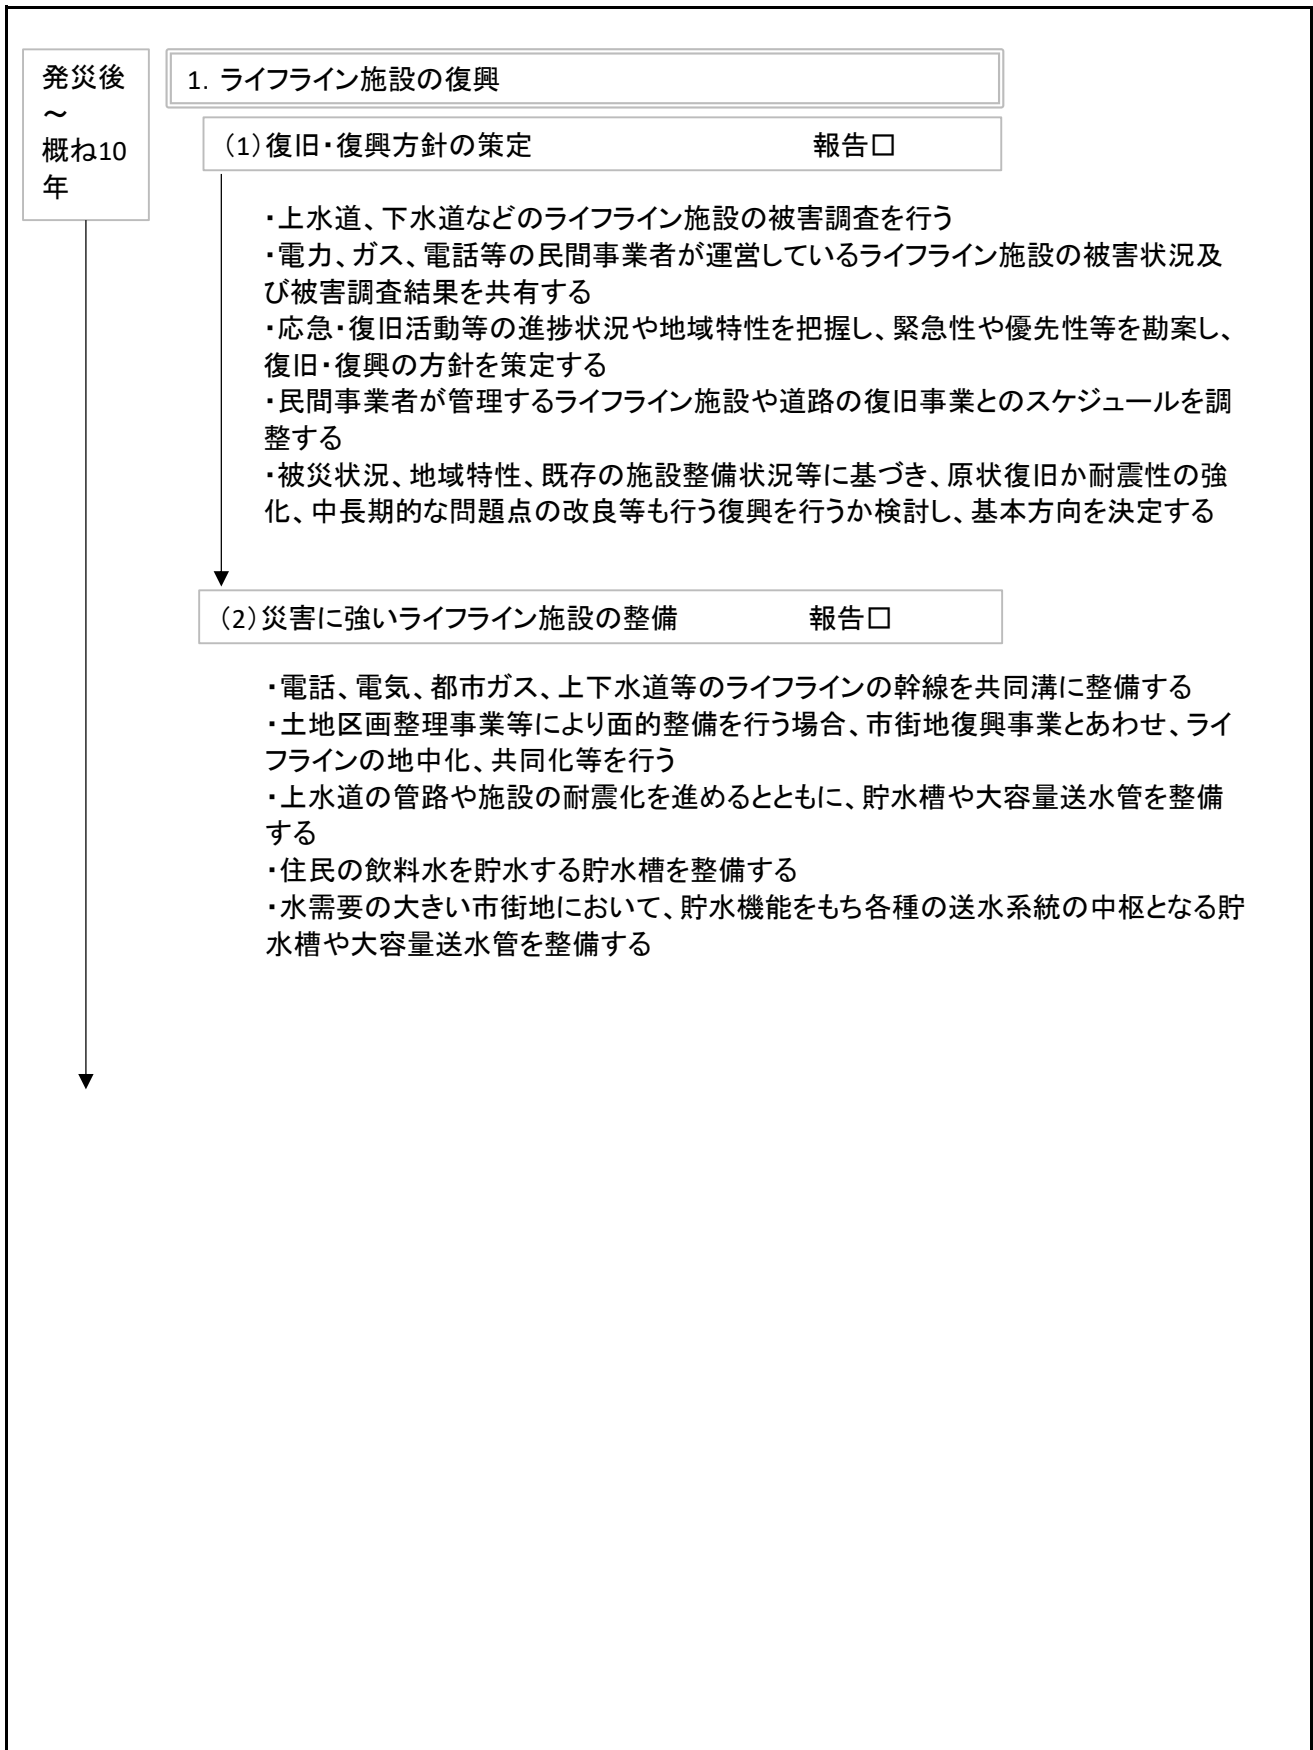 発災後
～
概ね10
年
1．ライフライン施設の復興
（1）復旧・復興方針の策定 報告□
・上水道、下水道などのライフライン施設の被害調査を行う
・電力、ガス、電話等の民間事業者が運営しているライフライン施設の被害状況及
び被害調査結果を共有する
・応急・復旧活動等の進捗状況や地域特性を把握し、緊急性や優先性等を勘案し、
復旧・復興の方針を策定する
・民間事業者が管理するライフライン施設や道路の復旧事業とのスケジュールを調
整する
・被災状況、地域特性、既存の施設整備状況等に基づき、原状復旧か耐震性の強
化、中長期的な問題点の改良等も行う復興を行うか検討し、基本方向を決定する
（2）災害に強いライフライン施設の整備 報告□
・電話、電気、都市ガス、上下水道等のライフラインの幹線を共同溝に整備する
・土地区画整理事業等により面的整備を行う場合、市街地復興事業とあわせ、ライ
フラインの地中化、共同化等を行う
・上水道の管路や施設の耐震化を進めるとともに、貯水槽や大容量送水管を整備
する
・住民の飲料水を貯水する貯水槽を整備する
・水需要の大きい市街地において、貯水機能をもち各種の送水系統の中枢となる貯
水槽や大容量送水管を整備する